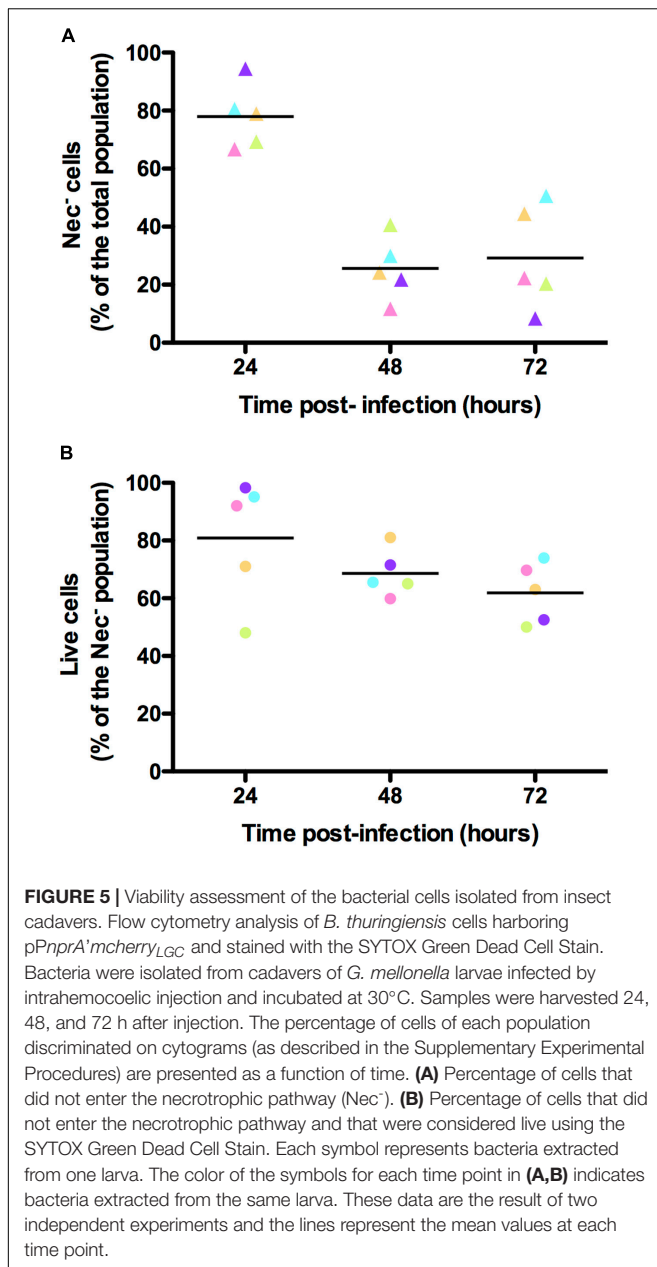 A
100
80
60
40
20
0
Nec⁻ cells
(% of the total population)
24 48 72
Time post- infection (hours)
B
100
80
60
40
20
0
Live cells
(% of the Nec⁻ population)
24 48 72
Time post-infection (hours)
FIGURE 5 | Viability assessment of the bacterial cells isolated from insect
cadavers. Flow cytometry analysis of B. thuringiensis cells harboring
pPnprA'mcherryLGC and stained with the SYTOX Green Dead Cell Stain.
Bacteria were isolated from cadavers of G. mellonella larvae infected by
intrahemocoelic injection and incubated at 30°C. Samples were harvested 24,
48, and 72 h after injection. The percentage of cells of each population
discriminated on cytograms (as described in the Supplementary Experimental
Procedures) are presented as a function of time. (A) Percentage of cells that
did not enter the necrotrophic pathway (Nec⁻). (B) Percentage of cells that did
not enter the necrotrophic pathway and that were considered live using the
SYTOX Green Dead Cell Stain. Each symbol represents bacteria extracted
from one larva. The color of the symbols for each time point in (A,B) indicates
bacteria extracted from the same larva. These data are the result of two
independent experiments and the lines represent the mean values at each
time point.